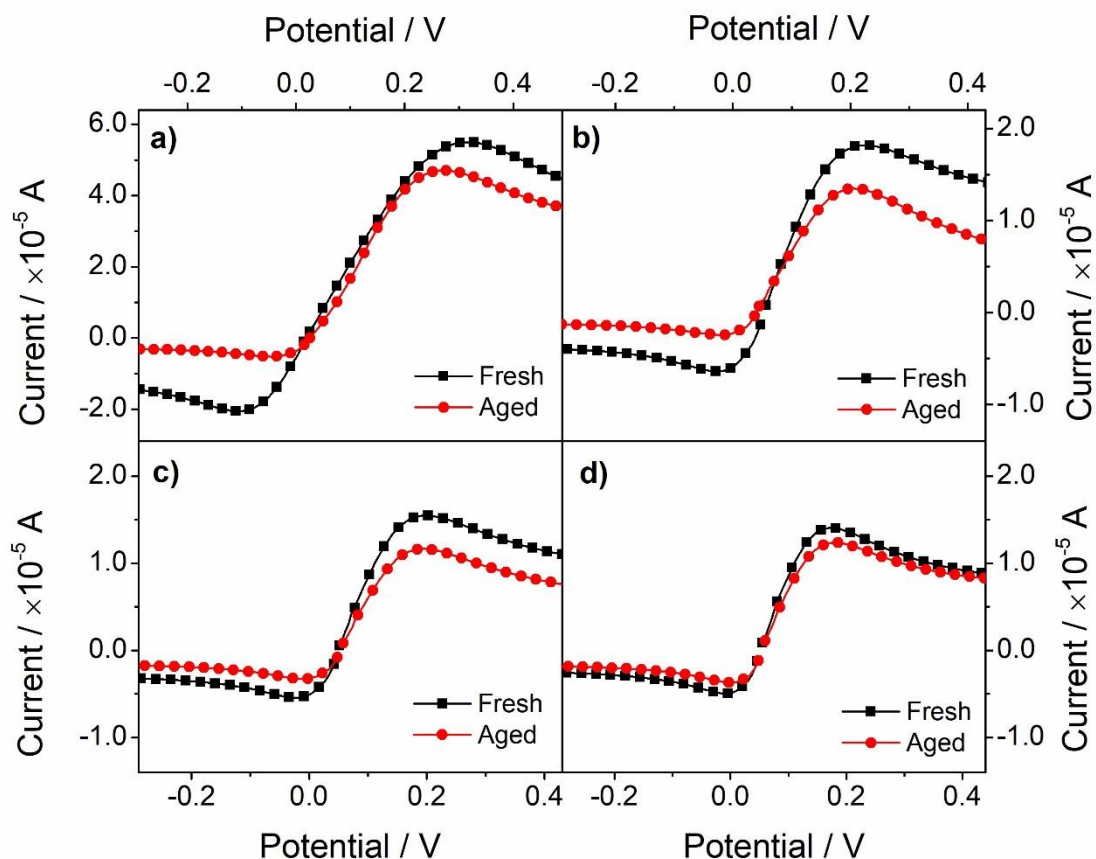 Potential / V Potential / V
-0.2 0.0 0.2 0.4 -0.2 0.0 0.2 0.4
a) b)
6.0 4.0 2.0 0.0 -2.0
Current / ×10⁻⁵ A
Fresh
Aged
2.0 1.0 0.0 -1.0
Current / ×10⁻⁵ A
Fresh
Aged
c) d)
2.0 1.0 0.0 -1.0
Current / ×10⁻⁵ A
Fresh
Aged
2.0 1.0 0.0 -1.0
Current / ×10⁻⁵ A
Fresh
Aged
-0.2 0.0 0.2 0.4 -0.2 0.0 0.2 0.4
Potential / V Potential / V